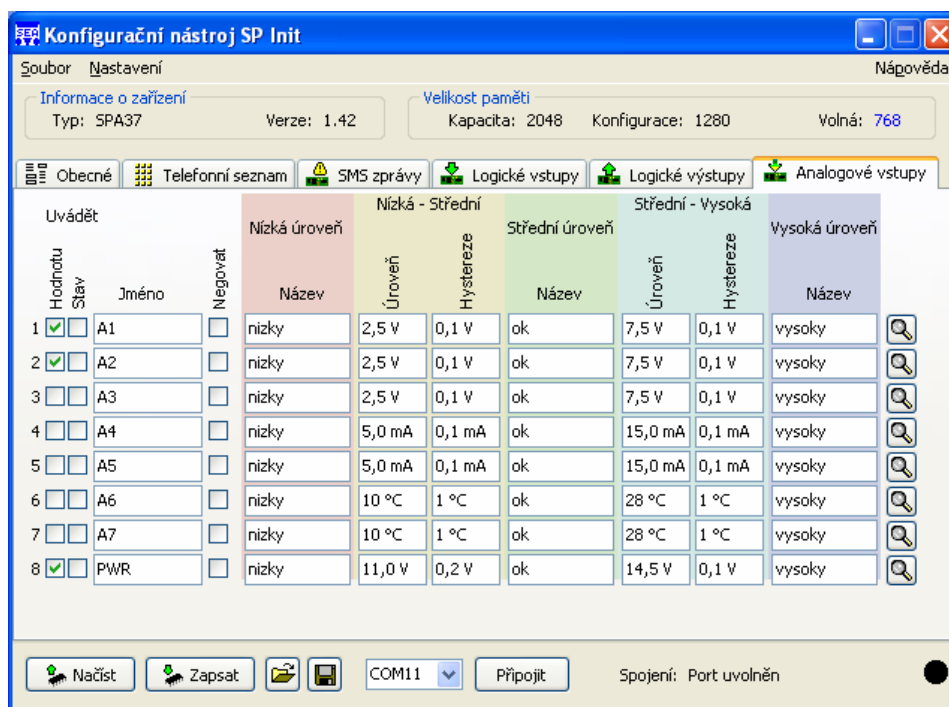 Konfigurační nástroj SP Init
Soubor Nastavení Nápověda
Informace o zařízení Velikost paměti
Typ: SPA37 Verze: 1.42 Kapacita: 2048 Konfigurace: 1280 Volná: 768
Obecné Telefonní seznam SMS zprávy Logické vstupy Logické výstupy Analogové vstupy
Uvádět Nízká úroveň Nízká - Střední Střední úroveň Střední - Vysoká Vysoká úroveň
Hodnotu Stav Jméno Negovat Název Úroveň Hystereze Název Úroveň Hystereze Název
1 A1 nizky 2,5 V 0,1 V ok 7,5 V 0,1 V vysoky
2 A2 nizky 2,5 V 0,1 V ok 7,5 V 0,1 V vysoky
3 A3 nizky 2,5 V 0,1 V ok 7,5 V 0,1 V vysoky
4 A4 nizky 5,0 mA 0,1 mA ok 15,0 mA 0,1 mA vysoky
5 A5 nizky 5,0 mA 0,1 mA ok 15,0 mA 0,1 mA vysoky
6 A6 nizky 10 °C 1 °C ok 28 °C 1 °C vysoky
7 A7 nizky 10 °C 1 °C ok 28 °C 1 °C vysoky
8 PWR nizky 11,0 V 0,2 V ok 14,5 V 0,1 V vysoky
Načíst Zapsat COM11 Připojit Spojení: Port uvolněn